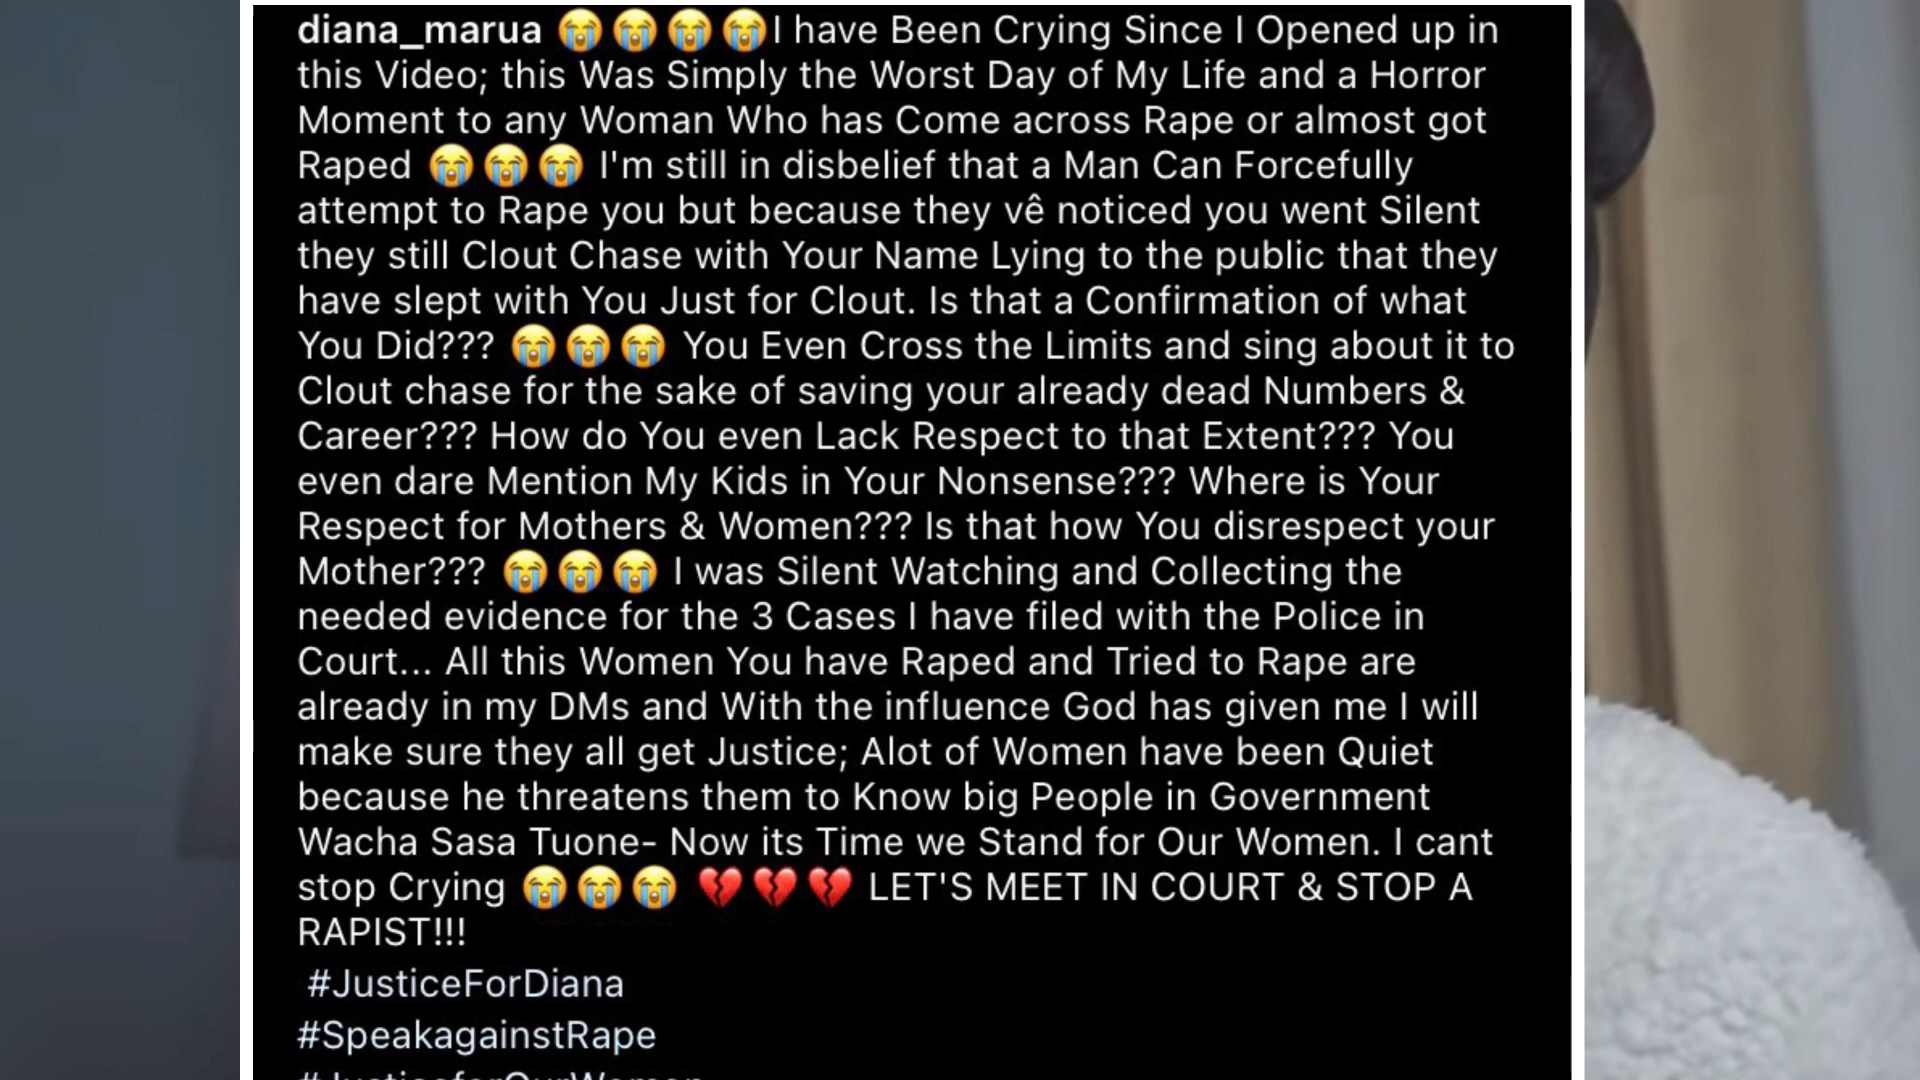 diana_marua 😭😭😭😭I have Been Crying Since I Opened up in
this Video; this Was Simply the Worst Day of My Life and a Horror
Moment to any Woman Who has Come across Rape or almost got
Raped 😭😭😭 I'm still in disbelief that a Man Can Forcefully
attempt to Rape you but because they vê noticed you went Silent
they still Clout Chase with Your Name Lying to the public that they
have slept with You Just for Clout. Is that a Confirmation of what
You Did??? 😭😭😭 You Even Cross the Limits and sing about it to
Clout chase for the sake of saving your already dead Numbers &
Career??? How do You even Lack Respect to that Extent??? You
even dare Mention My Kids in Your Nonsense??? Where is Your
Respect for Mothers & Women??? Is that how You disrespect your
Mother??? 😭😭😭 I was Silent Watching and Collecting the
needed evidence for the 3 Cases I have filed with the Police in
Court... All this Women You have Raped and Tried to Rape are
already in my DMs and With the influence God has given me I will
make sure they all get Justice; Alot of Women have been Quiet
because he threatens them to Know big People in Government
Wacha Sasa Tuone- Now its Time we Stand for Our Women. I cant
stop Crying 😭😭😭 💔💔💔 LET'S MEET IN COURT & STOP A
RAPIST!!!
#JusticeForDiana
#SpeakagainstRape
#JusticeforOurWomen